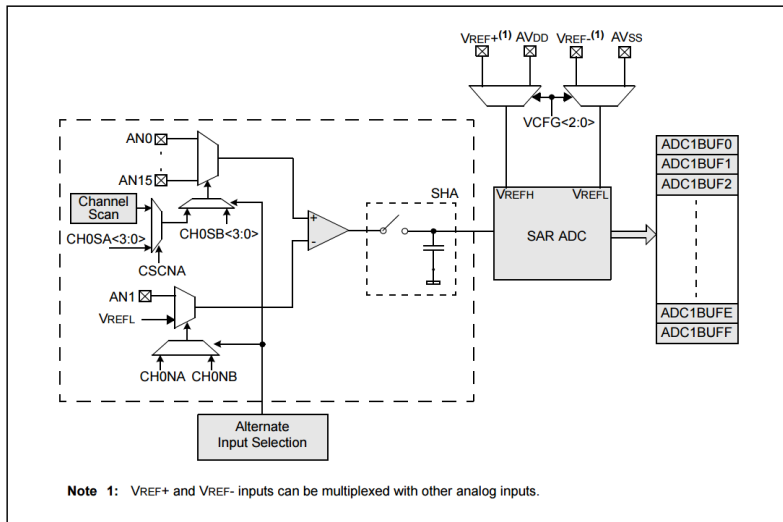 VREF+(1) AVDD VREF-(1) AVSS
VCFG<2:0>
AN0
AN15
Channel
Scan
CH0SA<3:0>
CH0SB<3:0>
CSCNA
AN1
VREFL
CH0NA CH0NB
+
-
SHA
VREFH VREFL
SAR ADC
ADC1BUF0
ADC1BUF1
ADC1BUF2
ADC1BUFE
ADC1BUFF
Alternate
Input Selection
Note 1: VREF+ and VREF- inputs can be multiplexed with other analog inputs.